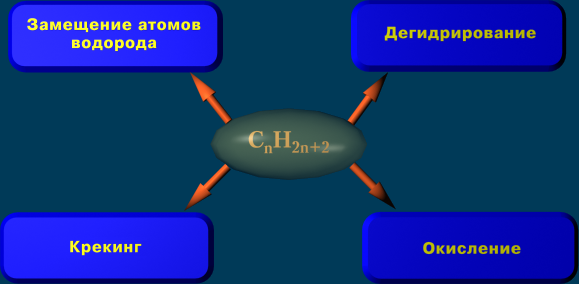 Замещение атомов
водорода
Дегидрирование
CnH2n+2
Крекинг
Окисление